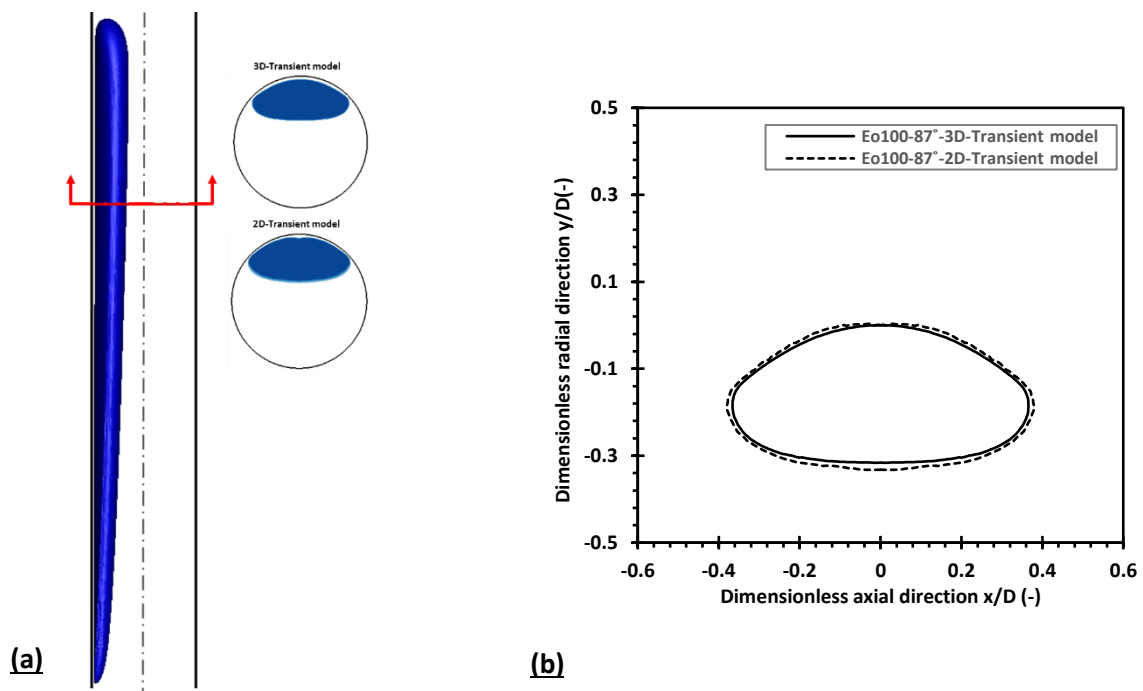 3D-Transient model
2D-Transient model
(a)
Eo100-87˚-3D-Transient model
Eo100-87˚-2D-Transient model
Dimensionless radial direction y/D(-)
0.5
0.3
0.1
-0.1
-0.3
-0.5
-0.6 -0.4 -0.2 0 0.2 0.4 0.6
Dimensionless axial direction x/D (-)
(b)